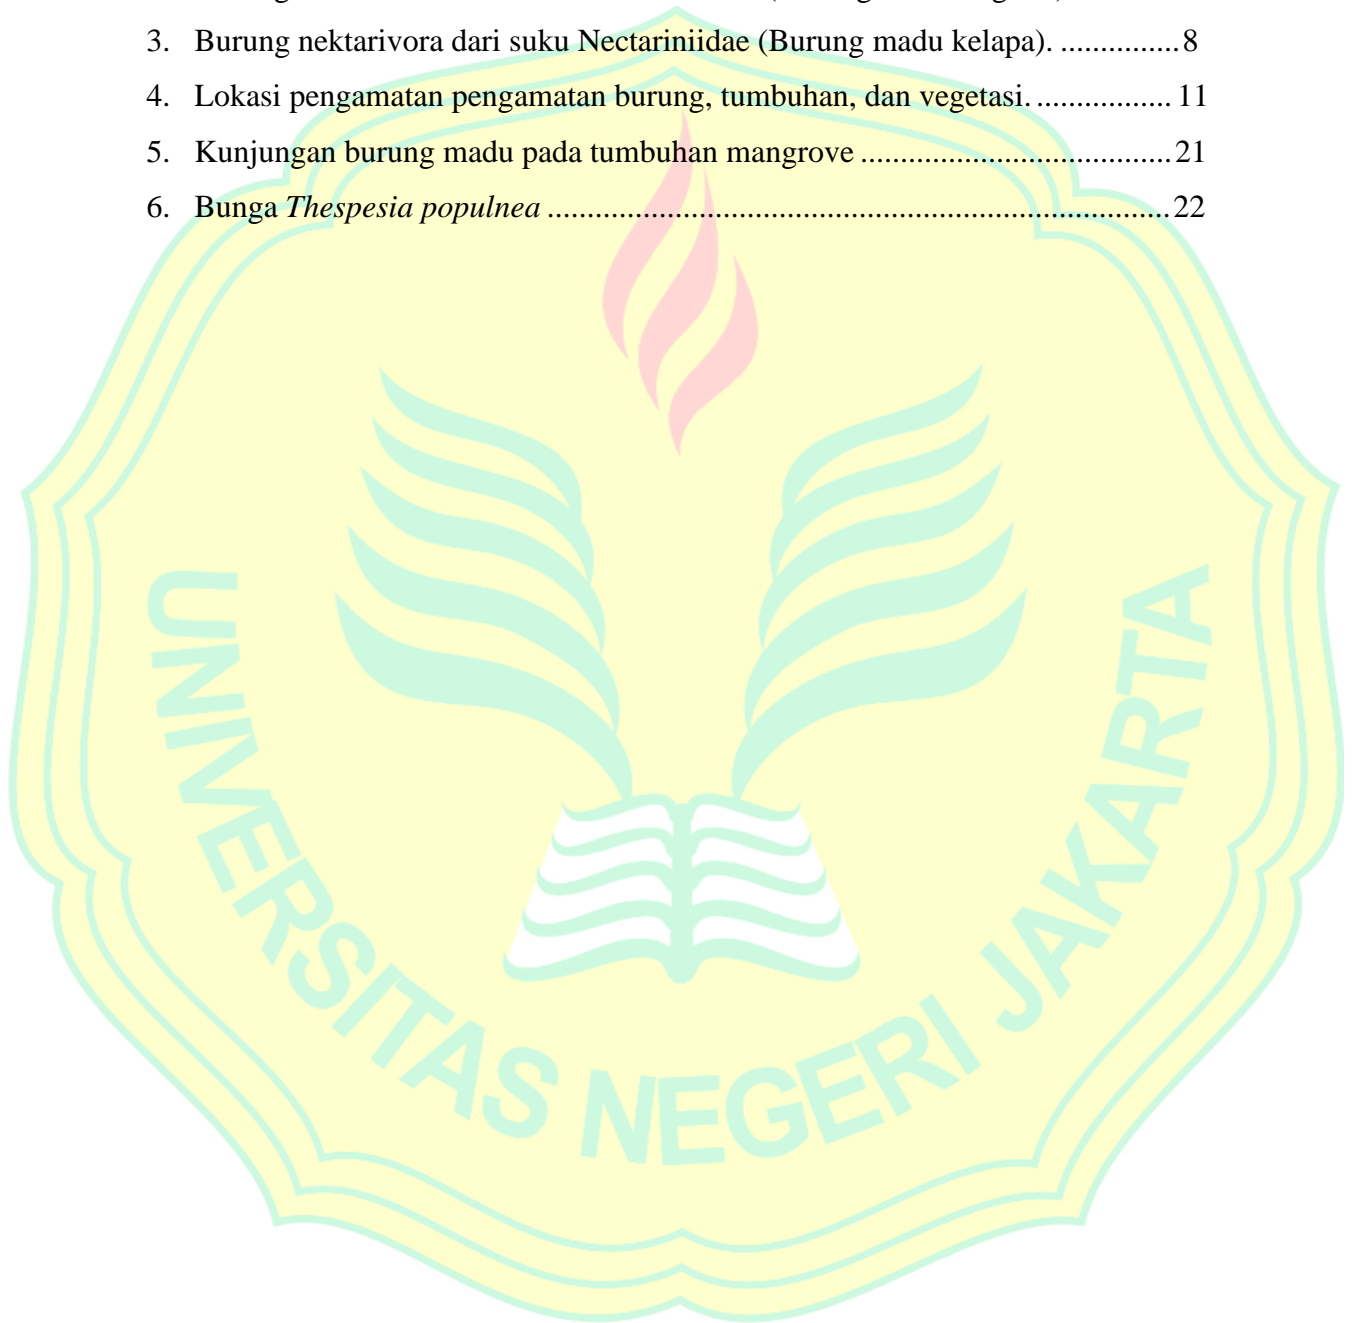 3. Burung nektarivora dari suku Nectariniidae (Burung madu kelapa). ...............8
4. Lokasi pengamatan pengamatan burung, tumbuhan, dan vegetasi. ................. 11
5. Kunjungan burung madu pada tumbuhan mangrove ....................................... 21
6. Bunga Thespesia populnea .............................................................................. 22
UNIVERSITAS NEGERI JAKARTA